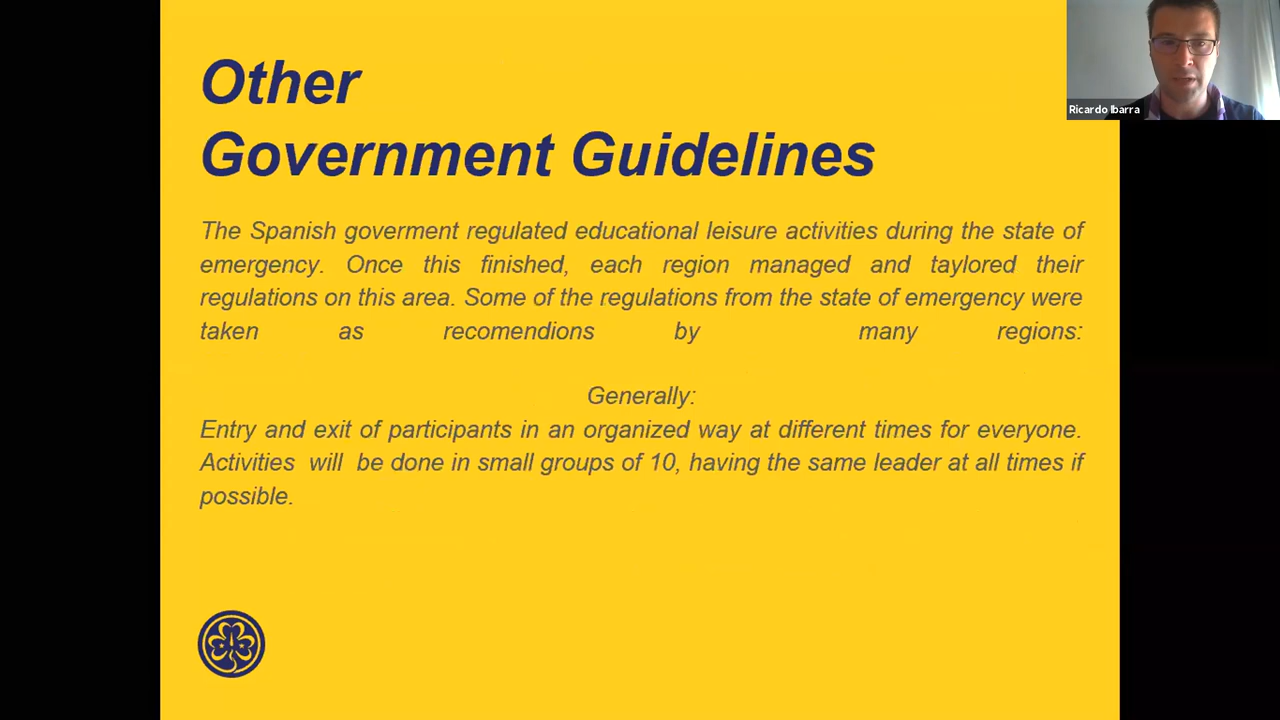 Other
Government Guidelines
Ricardo Ibarra
The Spanish goverment regulated educational leisure activities during the state of
emergency. Once this finished, each region managed and taylored their
regulations on this area. Some of the regulations from the state of emergency were
taken as recomendions by many regions:
Generally:
Entry and exit of participants in an organized way at different times for everyone.
Activities will be done in small groups of 10, having the same leader at all times if
possible.